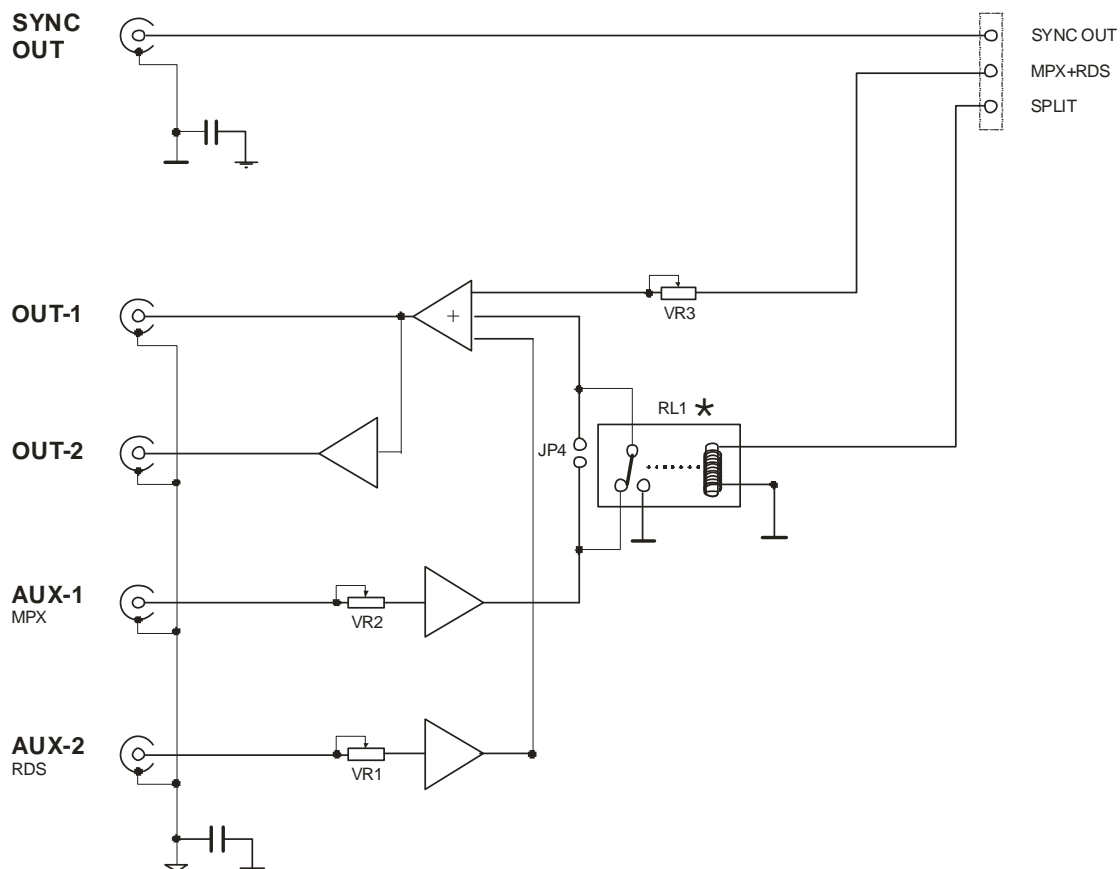 SYNC
OUT
SYNC OUT
MPX+RDS
SPLIT
OUT-1
+
VR3
RL1 *
OUT-2
JP4
AUX-1
MPX
VR2
AUX-2
RDS
VR1